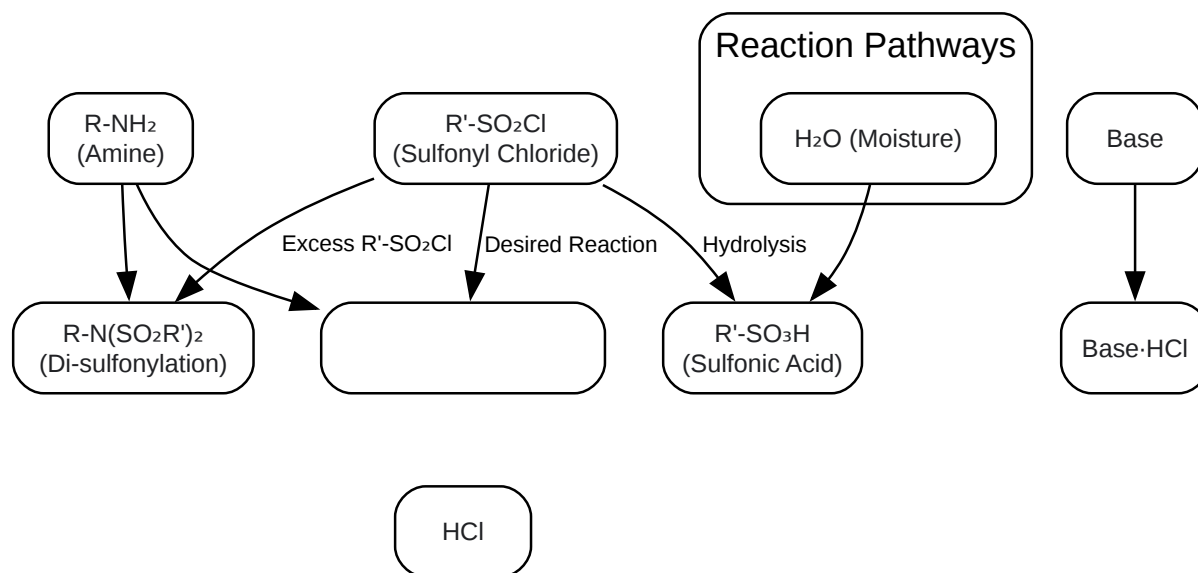 Reaction Pathways
R-NH₂
(Amine)
R'-SO₂Cl
(Sulfonyl Chloride)
H₂O (Moisture)
Base
Excess R'-SO₂Cl
Desired Reaction
Hydrolysis
R-N(SO₂R')₂
(Di-sulfonylation)
R'-SO₃H
(Sulfonic Acid)
Base·HCl
HCl